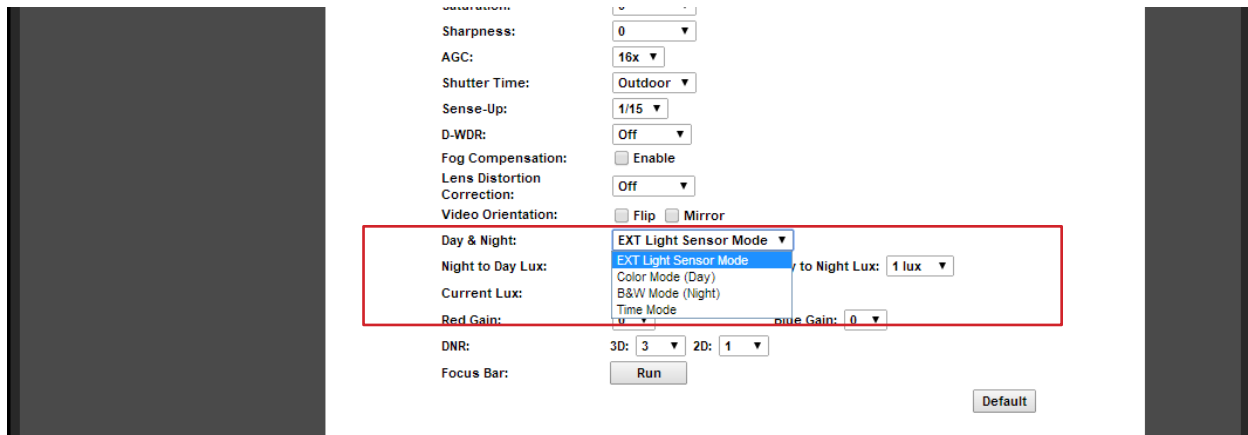 Saturation:
Sharpness: 0
AGC: 16x
Shutter Time: Outdoor
Sense-Up: 1/15
D-WDR: Off
Fog Compensation: Enable
Lens Distortion
Correction: Off
Video Orientation: Flip Mirror
Day & Night: EXT Light Sensor Mode
EXT Light Sensor Mode
Night to Day Lux: to Night Lux: 1 lux
Color Mode (Day)
Current Lux: B&W Mode (Night)
Time Mode
Red Gain: 0 Blue Gain: 0
DNR: 3D: 3 2D: 1
Focus Bar: Run
Default